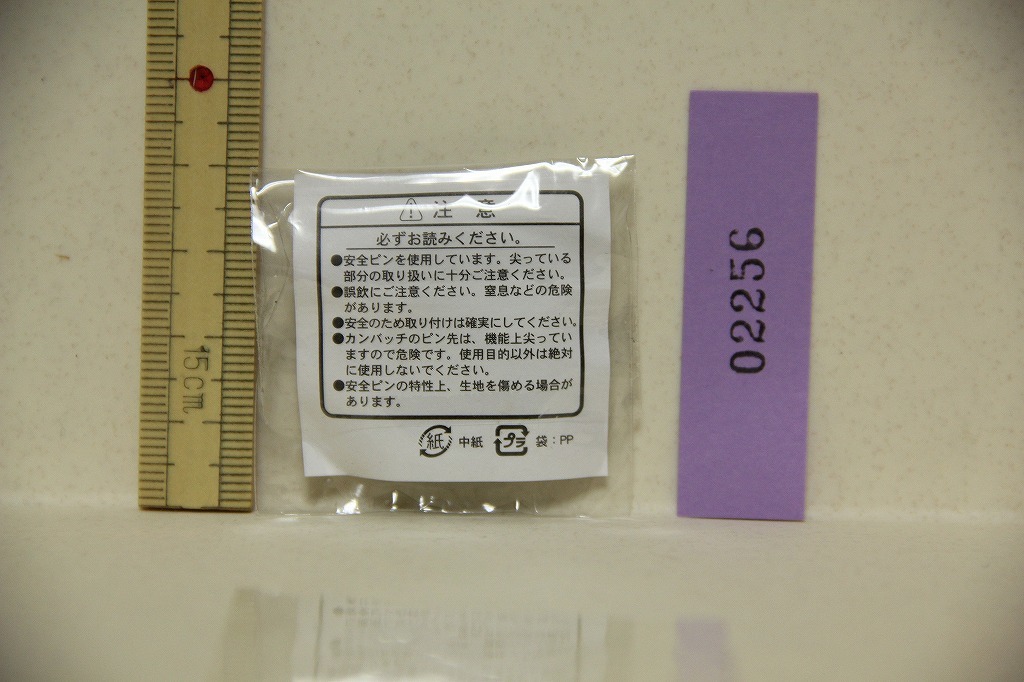 ⚠ 注 意
必ずお読みください。
●安全ピンを使用しています。尖っている
部分の取り扱いに十分ご注意ください。
●誤飲にご注意ください。窒息などの危険
があります。
●安全のため取り付けは確実にしてください。
●カンバッチのピン先は、機能上尖ってい
ますので危険です。使用目的以外は絶対
に使用しないでください。
●安全ピンの特性上、生地を傷める場合が
あります。
紙 中紙 プラ 袋：PP
15cm
02256